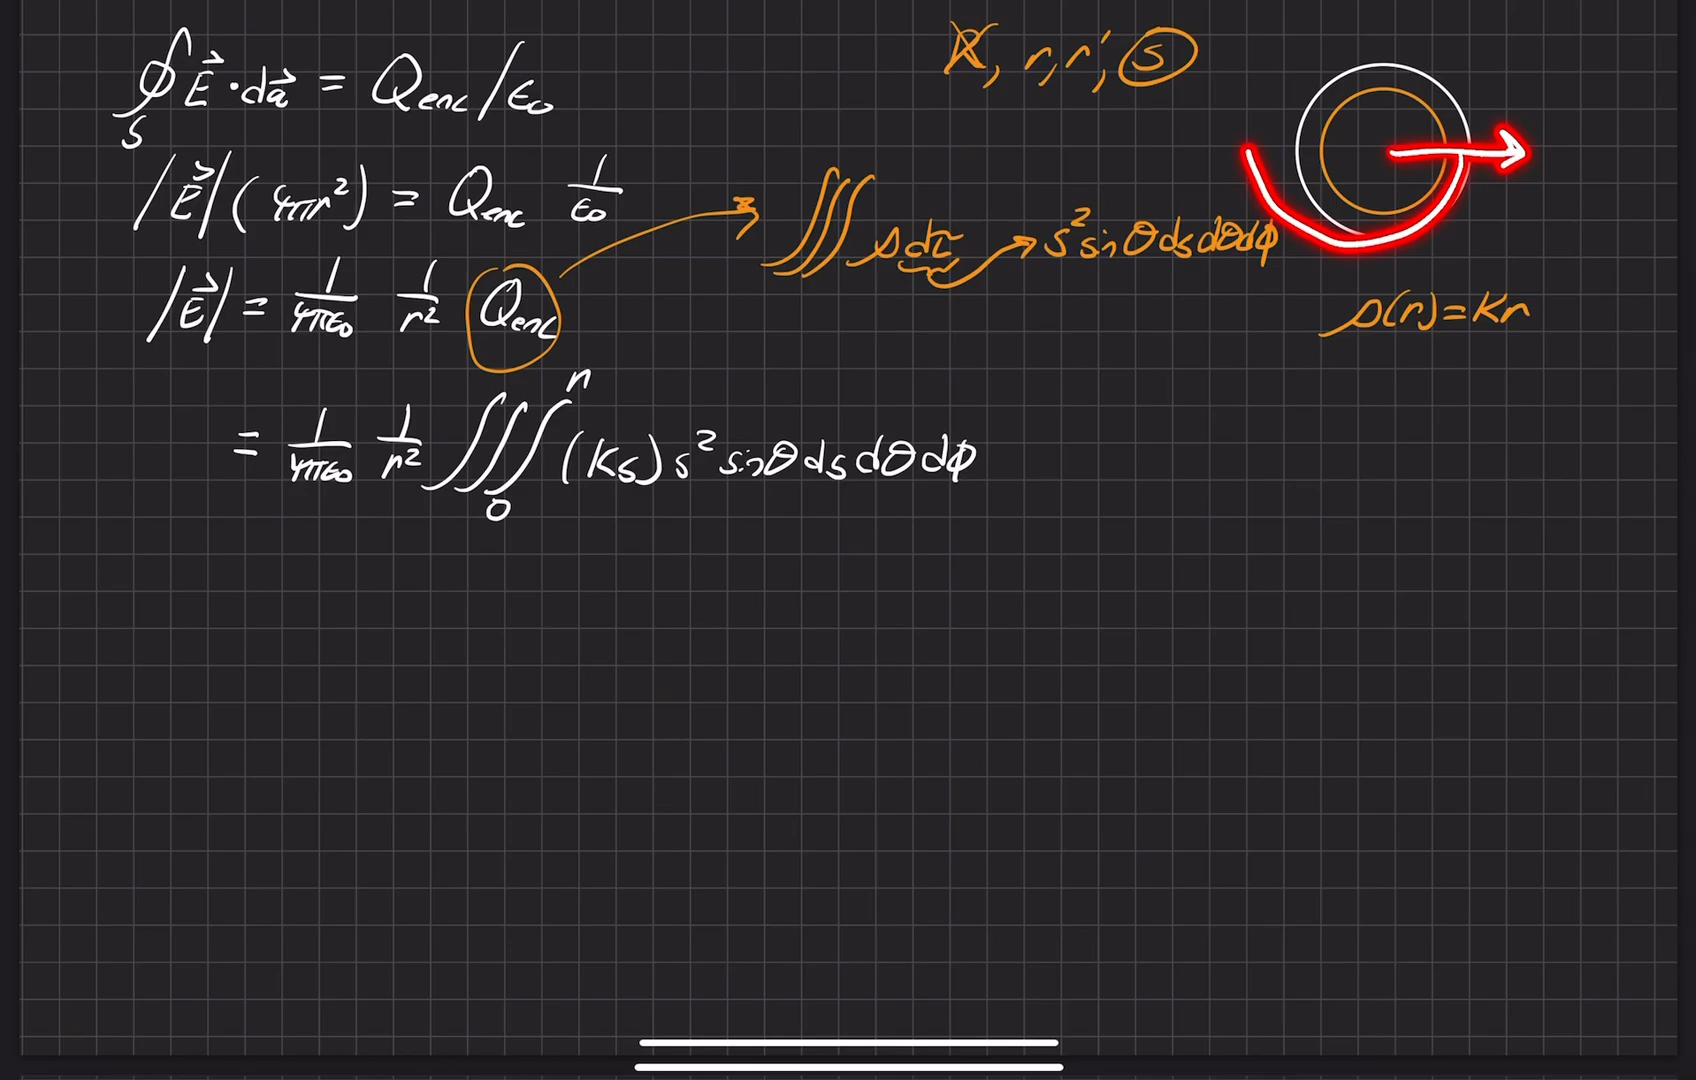 ∮_S E⃗ · da⃗ = Q_enc / ε₀
R, r, r', s
|E⃗| (4πr²) = Q_enc 1/ε₀
∭ ρ dτ → s² sinθ ds dθ dϕ
|E⃗| = 1/(4πε₀) 1/r² Q_enc
ρ(r) = kr
= 1/(4πε₀) 1/r² ∭₀^r (ks) s² sinθ ds dθ dϕ